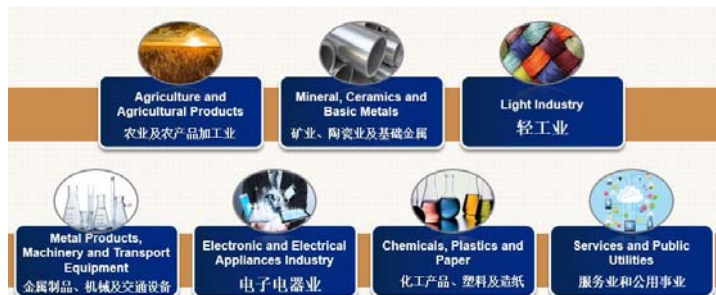 Agriculture and
Agricultural Products
农业及农产品加工业
Mineral, Ceramics and
Basic Metals
矿业、陶瓷业及基础金属
Light Industry
轻工业
Metal Products,
Machinery and Transport
Equipment
金属制品、机械及交通设备
Electronic and Electrical
Appliances Industry
电子电器业
Chemicals, Plastics and
Paper
化工产品、塑料及造纸
Services and Public
Utilities
服务业和公用事业